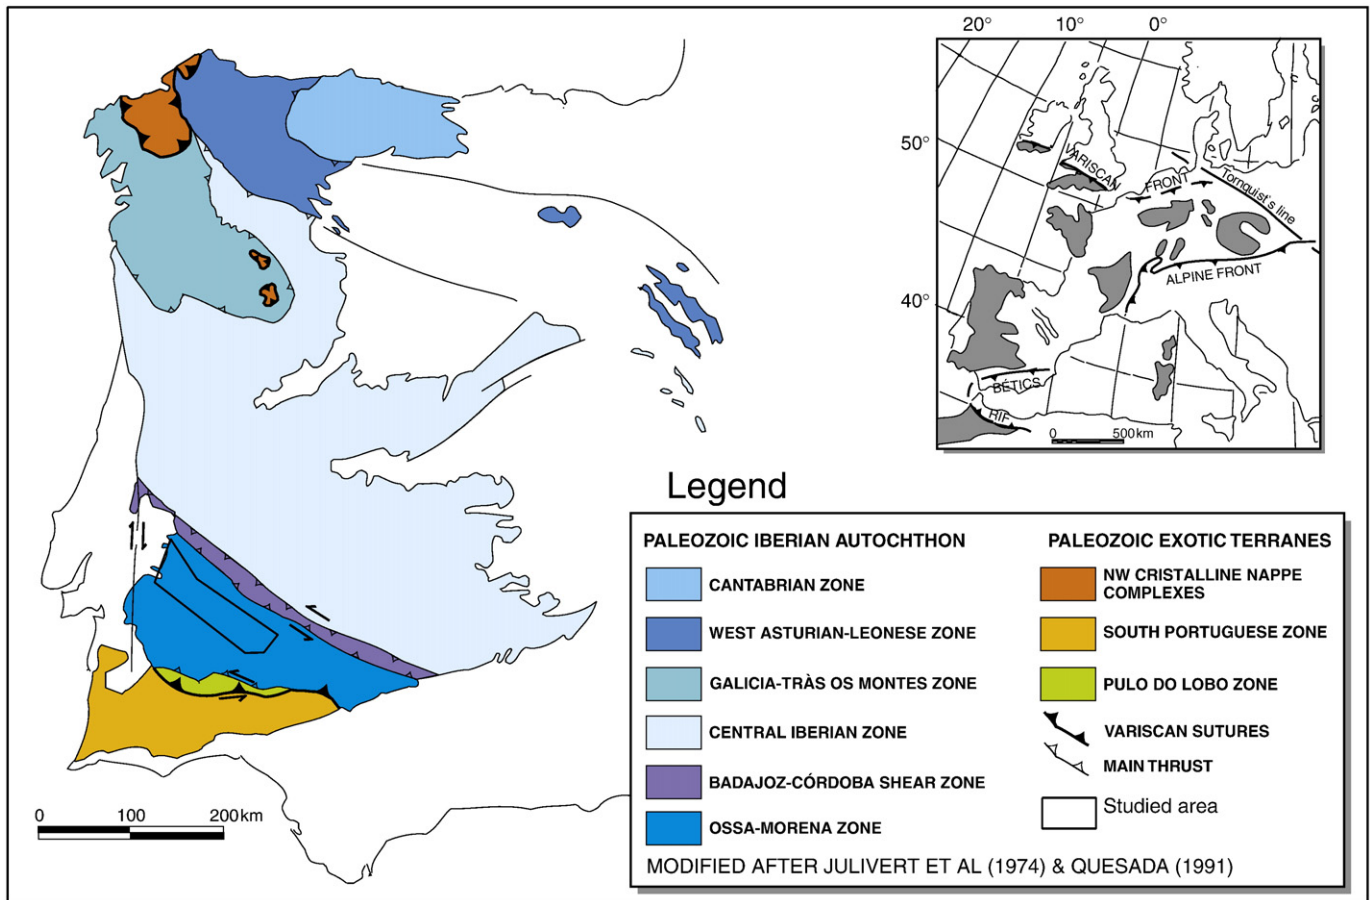 20°
10°
0°
50°
40°
VARISCAN
FRONT
Tornquist's line
ALPINE FRONT
BÉTICS
RIF
0
500km
Legend
PALEOZOIC IBERIAN AUTOCHTHON
CANTABRIAN ZONE
WEST ASTURIAN-LEONESE ZONE
GALICIA-TRÀS OS MONTES ZONE
CENTRAL IBERIAN ZONE
BADAJOZ-CÓRDOBA SHEAR ZONE
OSSA-MORENA ZONE
PALEOZOIC EXOTIC TERRANES
NW CRISTALLINE NAPPE
COMPLEXES
SOUTH PORTUGUESE ZONE
PULO DO LOBO ZONE
VARISCAN SUTURES
MAIN THRUST
Studied area
MODIFIED AFTER JULIVERT ET AL (1974) & QUESADA (1991)
0
100
200km